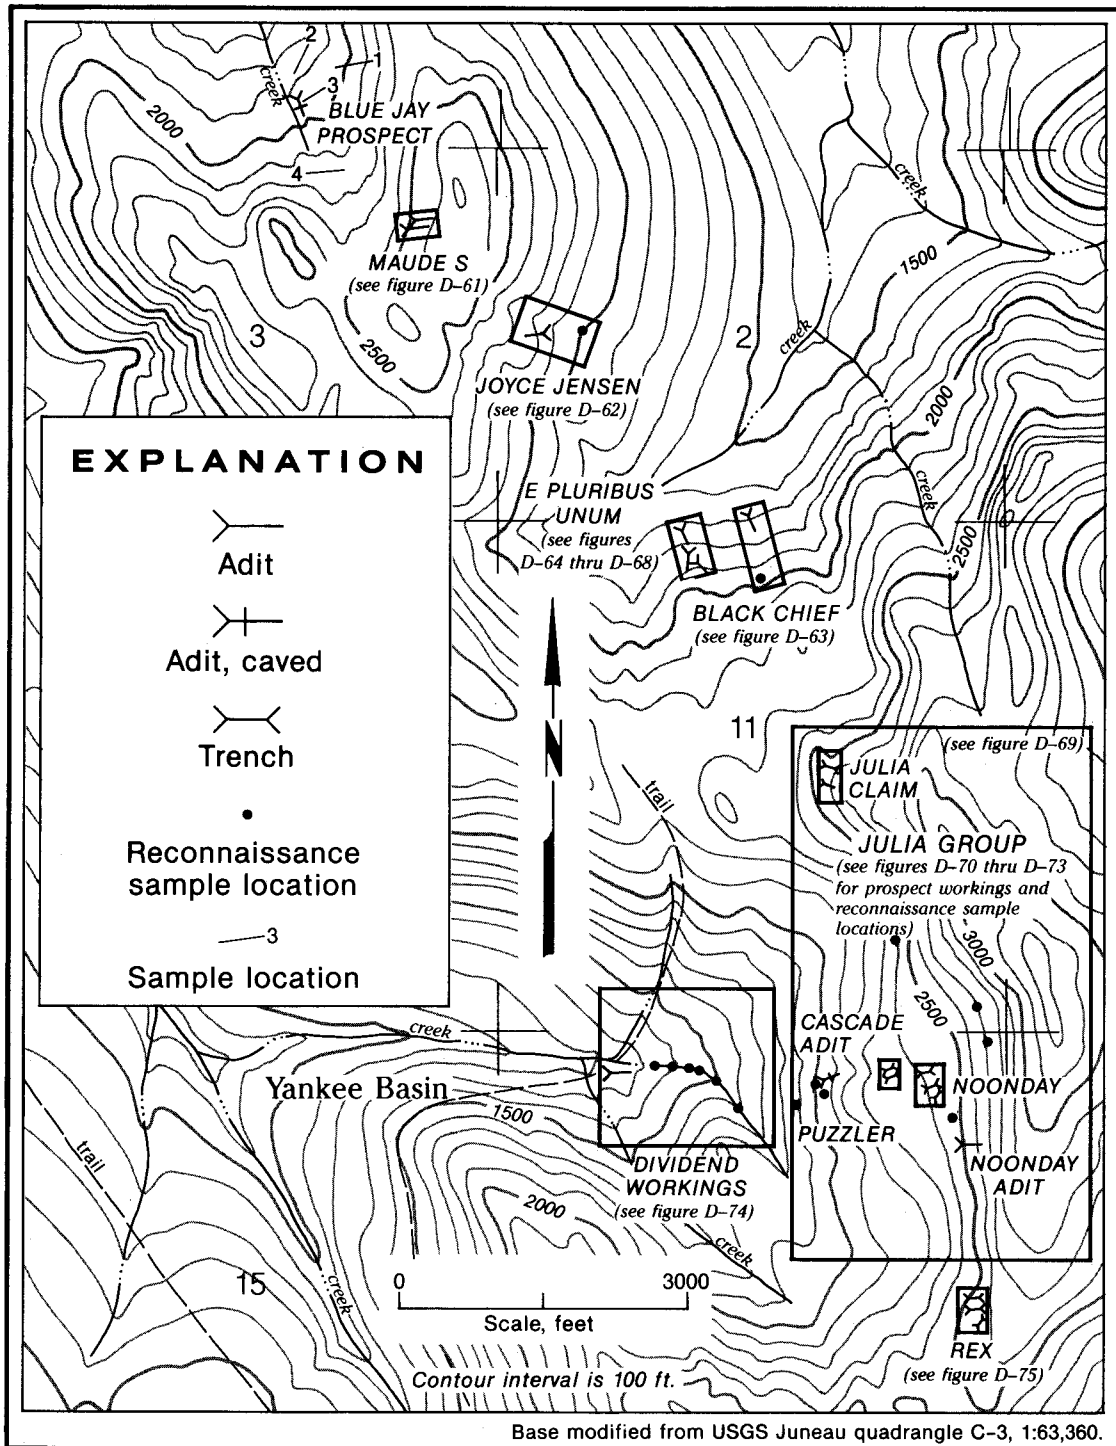 2
1
3
creek
BLUE JAY
PROSPECT
2000
4
creek
MAUDE S
(see figure D-61)
1500
3
2500
2
creek
JOYCE JENSEN
(see figure D-62)
2000
EXPLANATION
Adit
Adit, caved
Trench
Reconnaissance
sample location
3
Sample location
E PLURIBUS
UNUM
(see figures
D-64 thru D-68)
creek
2500
BLACK CHIEF
(see figure D-63)
N
11
(see figure D-69)
JULIA
CLAIM
trail
JULIA GROUP
(see figures D-70 thru D-73
for prospect workings and
reconnaissance sample
locations)
3000
2500
creek
CASCADE
ADIT
Yankee Basin
NOONDAY
1500
PUZZLER
trail
NOONDAY
ADIT
DIVIDEND
WORKINGS
(see figure D-74)
2000
creek
15
creek
0
3000
Scale, feet
REX
(see figure D-75)
Contour interval is 100 ft.
Base modified from USGS Juneau quadrangle C-3, 1:63,360.